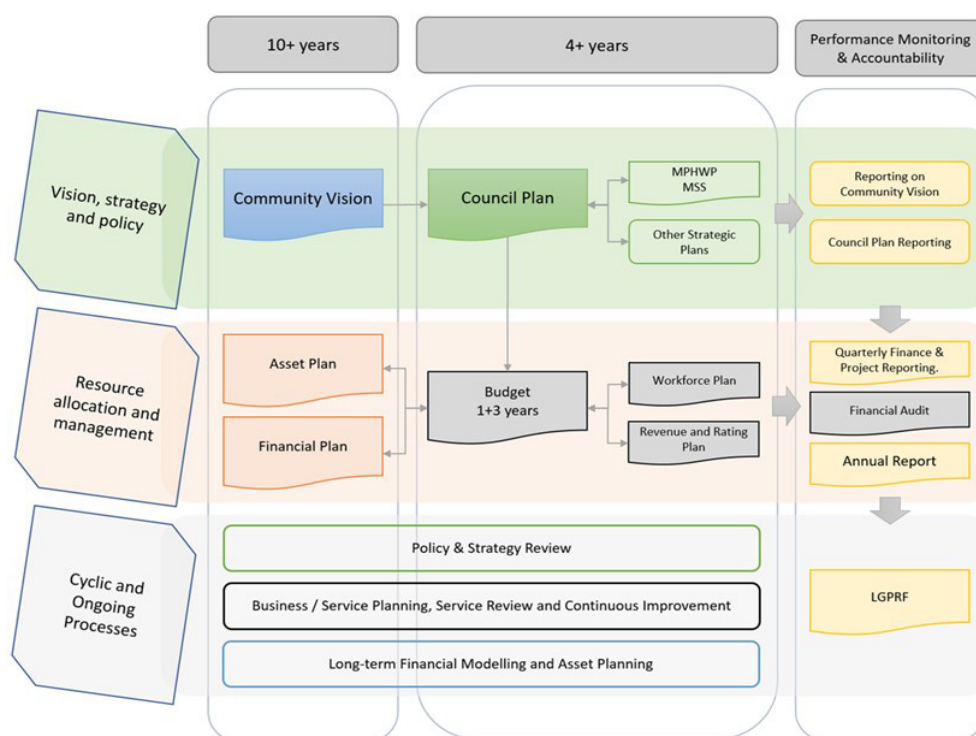 10+ years
4+ years
Performance Monitoring
& Accountability
Vision, strategy
and policy
Community Vision
Council Plan
MPHWP
MSS
Other Strategic
Plans
Reporting on
Community Vision
Council Plan Reporting
Resource
allocation and
management
Asset Plan
Financial Plan
Budget
1+3 years
Workforce Plan
Revenue and Rating
Plan
Quarterly Finance &
Project Reporting.
Financial Audit
Annual Report
Cyclic and
Ongoing
Processes
Policy & Strategy Review
Business / Service Planning, Service Review and Continuous Improvement
Long-term Financial Modelling and Asset Planning
LGPRF